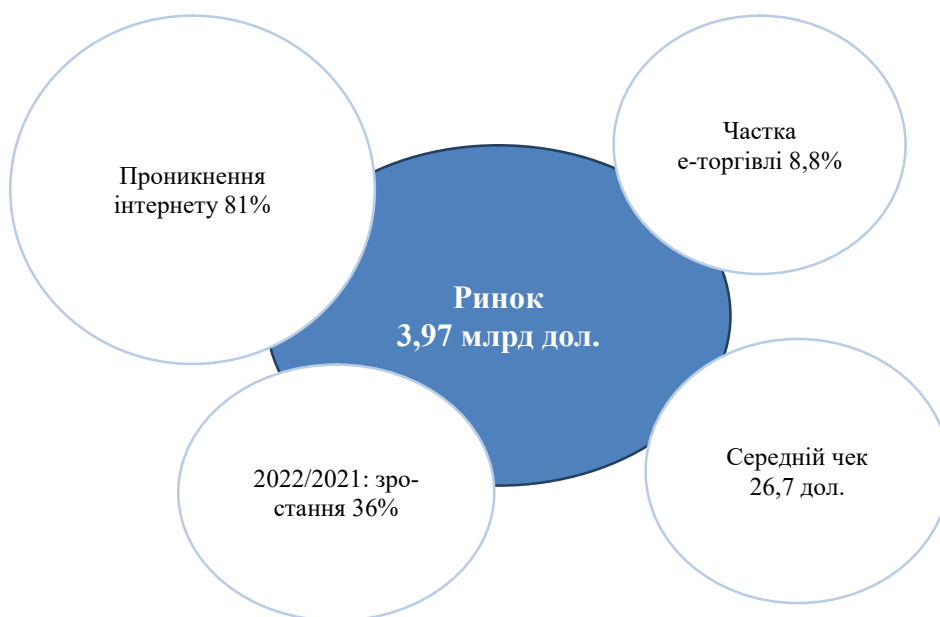 Проникнення
інтернету 81%
Частка
е-торгівлі 8,8%
Ринок
3,97 млрд дол.
2022/2021: зро-
стання 36%
Середній чек
26,7 дол.